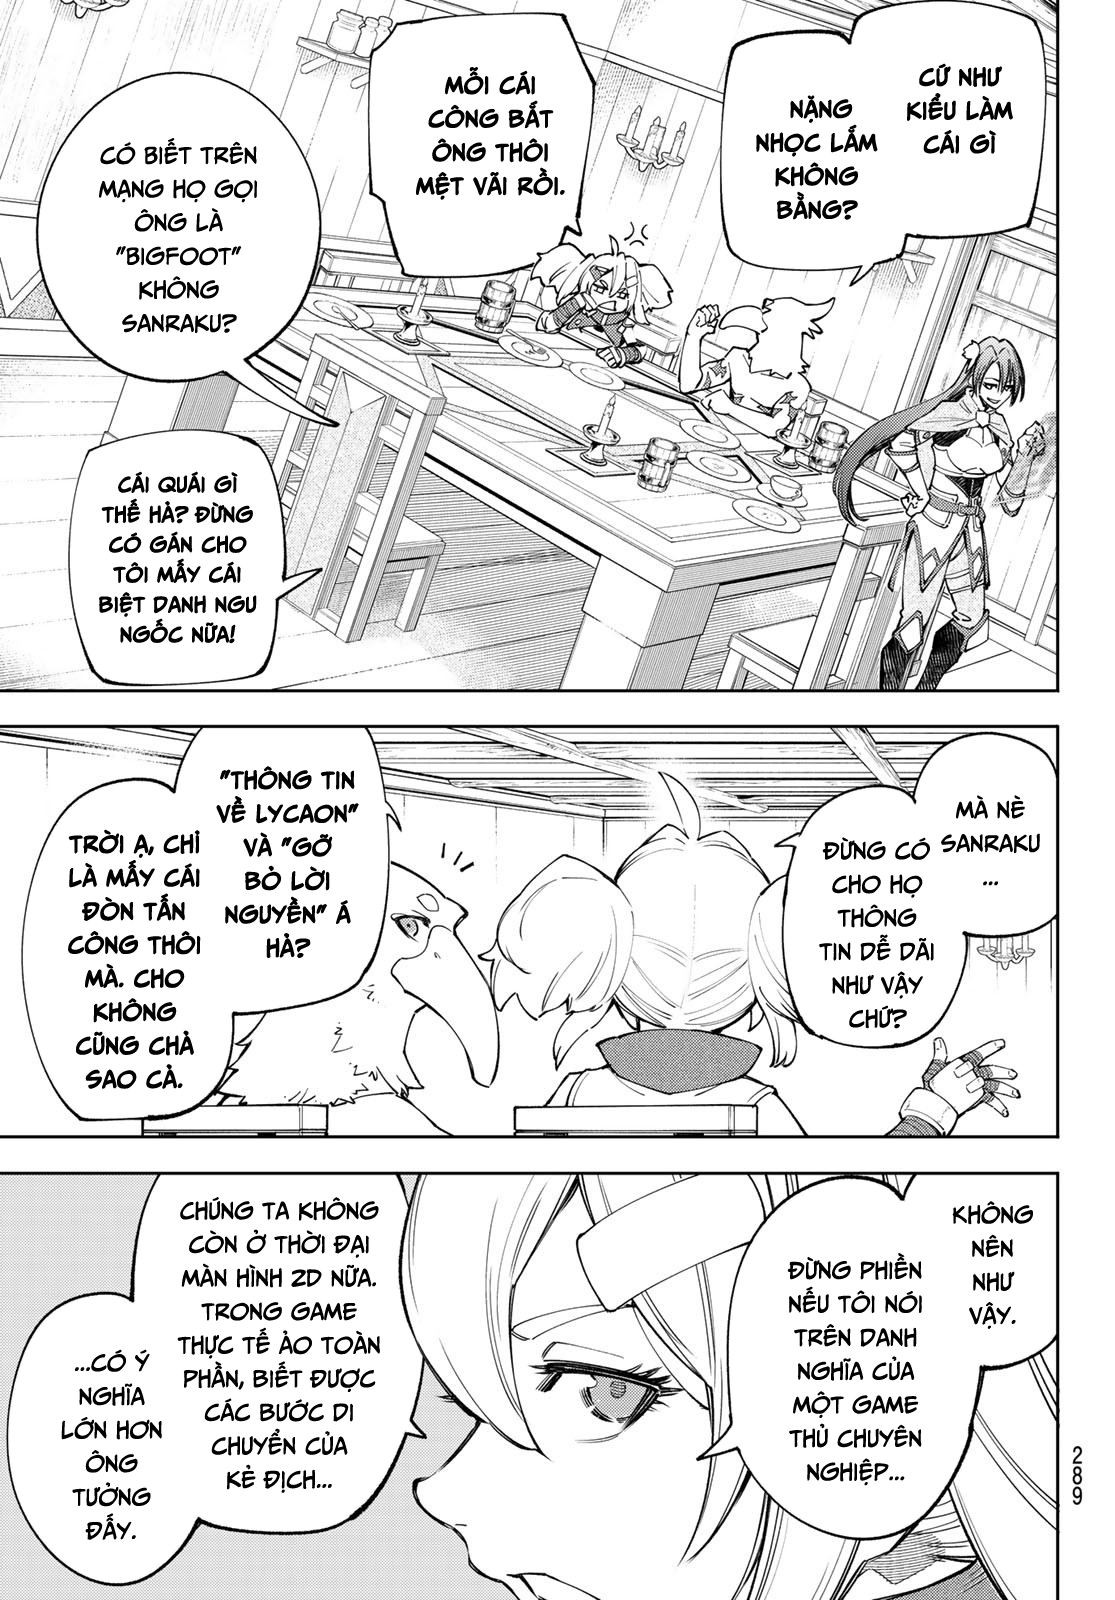 CỨ NHƯ
KIỂU LÀM
CÁI GÌ
NẶNG
NHỌC LẮM
KHÔNG
BẰNG?
MỖI CÁI
CÔNG BẮT
ÔNG THÔI
MỆT VÃI RỒI.
CÓ BIẾT TRÊN
MẠNG HỌ GỌI
ÔNG LÀ
"BIGFOOT"
KHÔNG
SANRAKU?
CÁI QUÁI GÌ
THẾ HẢ? ĐỪNG
CÓ GÁN CHO
TÔI MẤY CÁI
BIỆT DANH NGU
NGỐC NỮA!
MÀ NÈ
SANRAKU
...
ĐỪNG CÓ
CHO HỌ
THÔNG
TIN DỄ DÃI
NHƯ VẬY
CHỨ?
"THÔNG TIN
VỀ LYCAON"
VÀ "GỠ
BỎ LỜI
NGUYỀN" Á
HẢ?
TRỜI Ạ, CHỈ
LÀ MẤY CÁI
ĐÒN TẤN
CÔNG THÔI
MÀ. CHO
KHÔNG
CŨNG CHẢ
SAO CẢ.
KHÔNG
NÊN
NHƯ
VẬY.
ĐỪNG PHIỀN
NẾU TÔI NÓI
TRÊN DANH
NGHĨA CỦA
MỘT GAME
THỦ CHUYÊN
NGHIỆP...
CHÚNG TA KHÔNG
CÒN Ở THỜI ĐẠI
MÀN HÌNH 2D NỮA.
TRONG GAME
THỰC TẾ ẢO TOÀN
PHẦN, BIẾT ĐƯỢC
CÁC BƯỚC DI
CHUYỂN CỦA
KẺ ĐỊCH...
...CÓ Ý
NGHĨA
LỚN HƠN
ÔNG
TƯỞNG
ĐẤY.
289